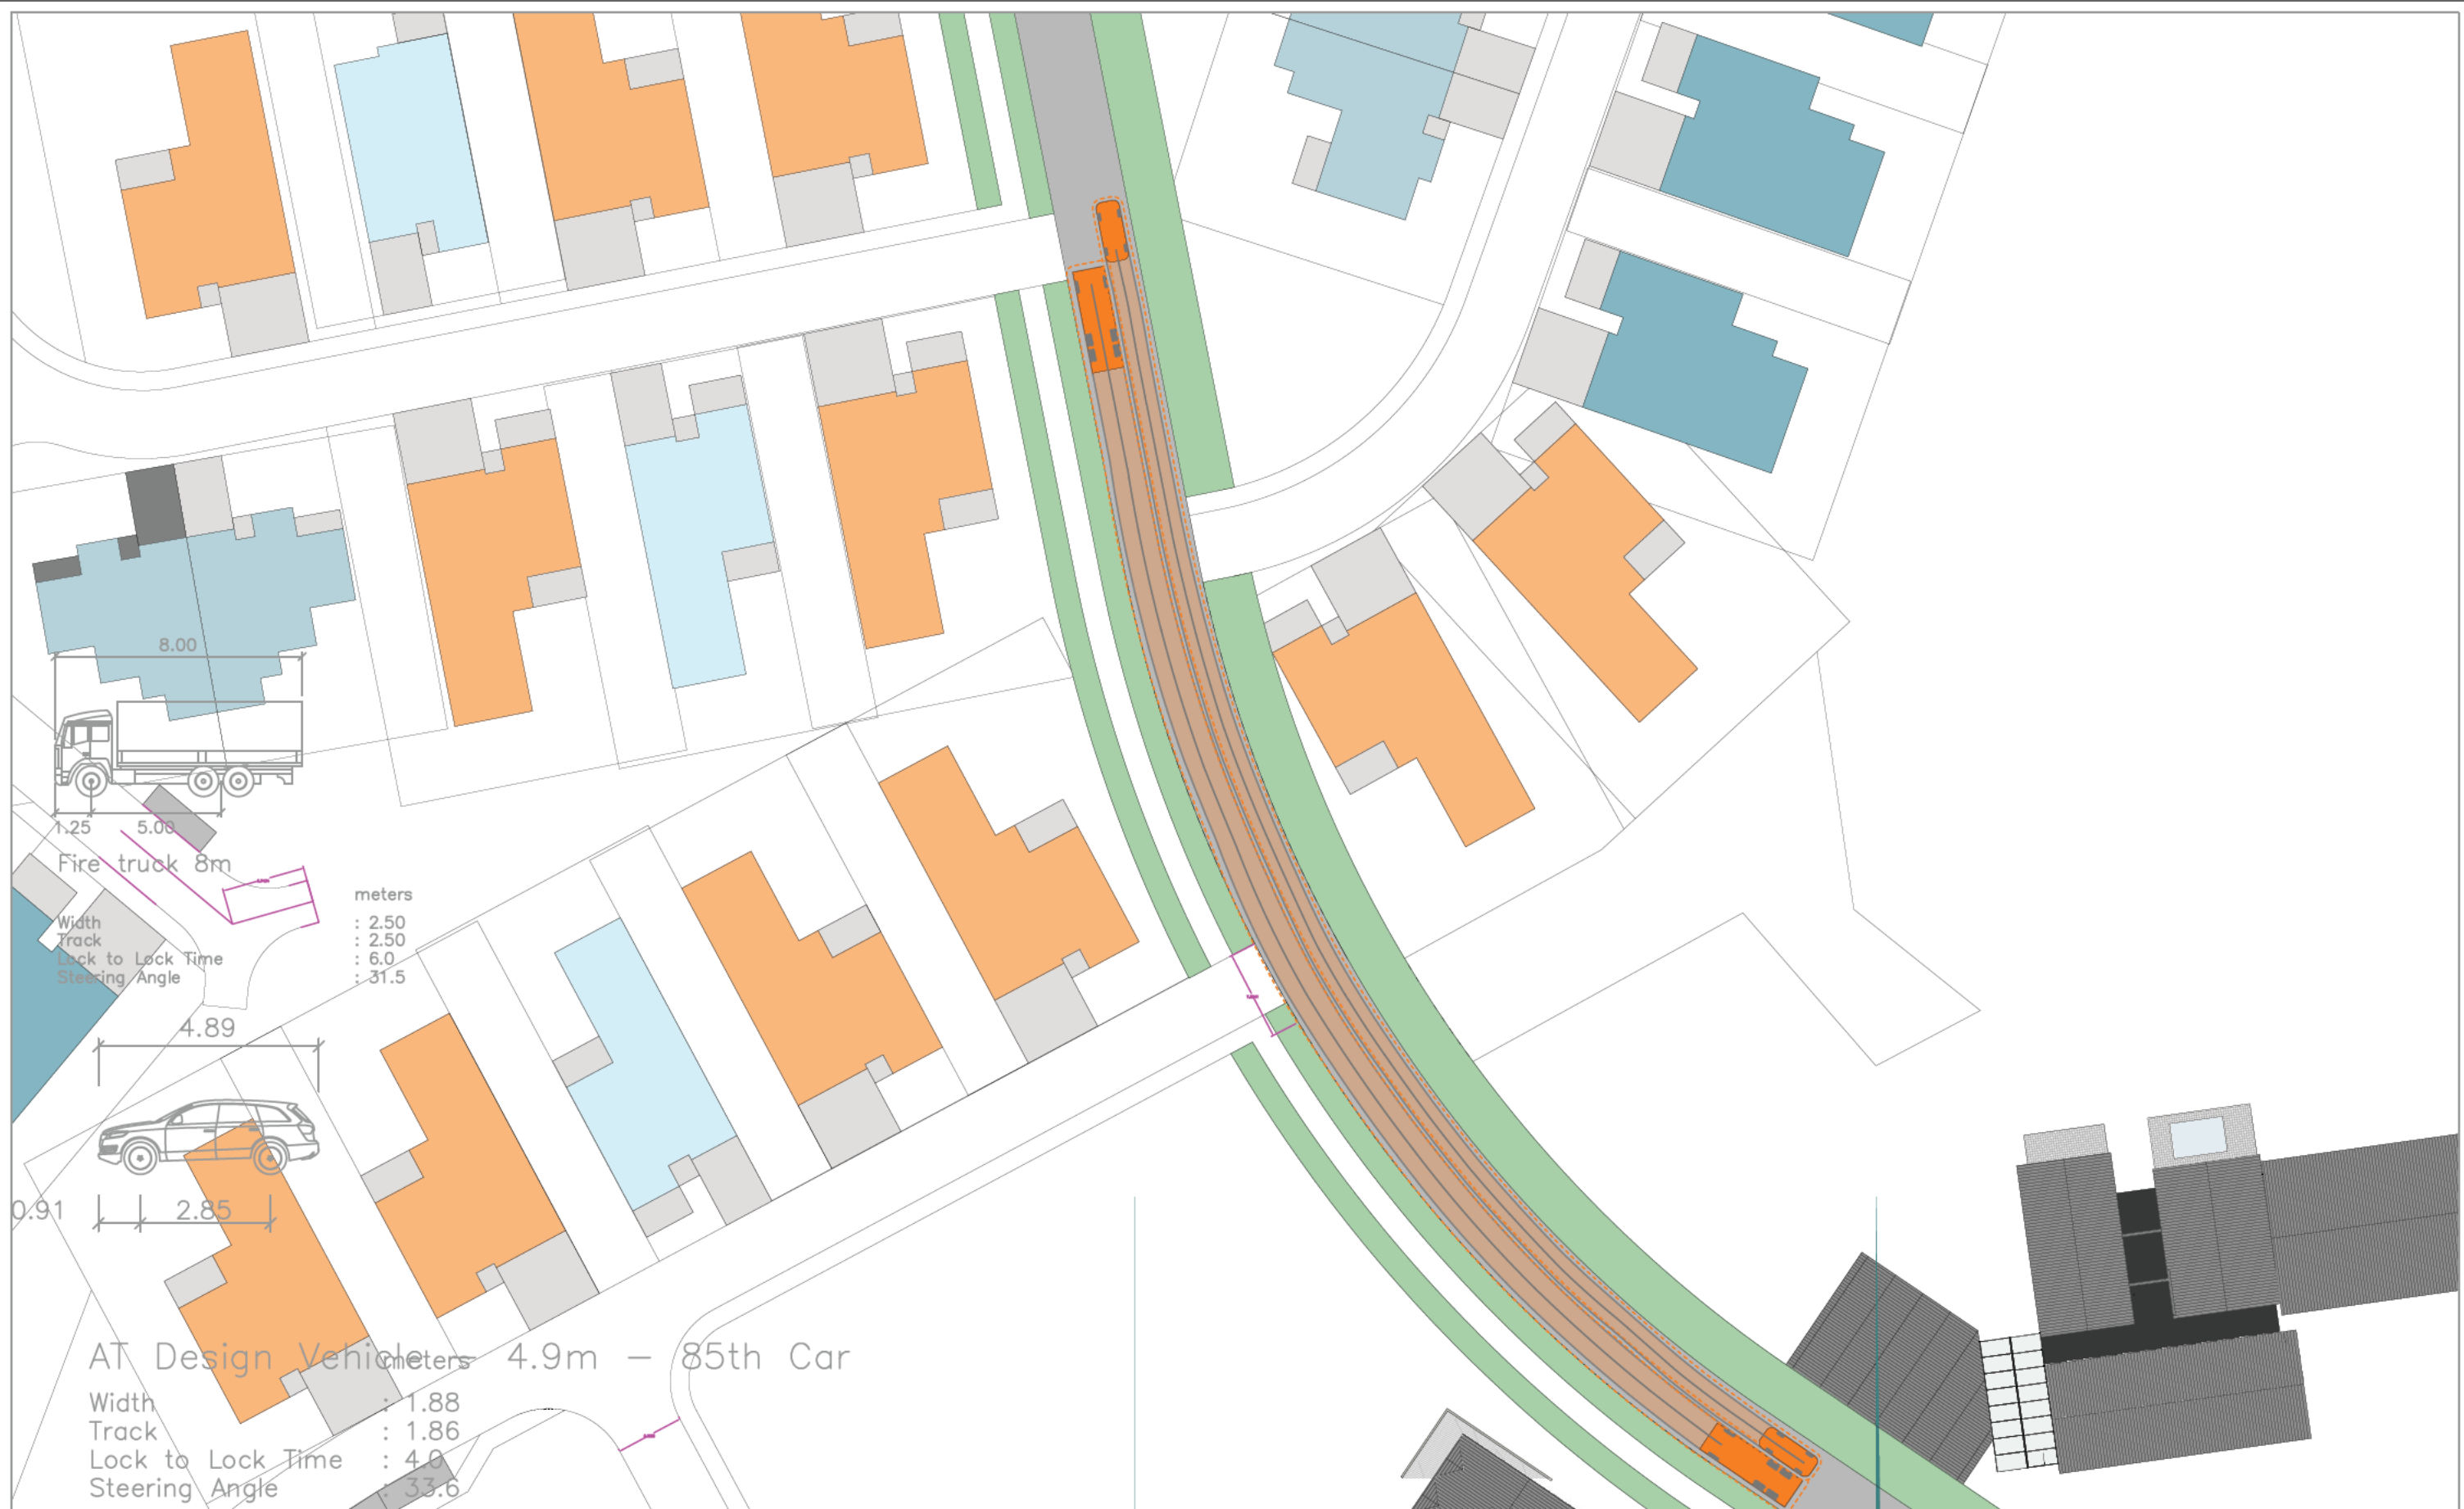 8.00
1.25 5.00
Fire truck 8m
meters
Width : 2.50
Track : 2.50
Lock to Lock Time : 6.0
Steering Angle : 31.5
4.89
0.91 2.85
AT Design Vehicle - 4.9m - 85th Car
meters
Width : 1.88
Track : 1.86
Lock to Lock Time : 4.0
Steering Angle : 33.6